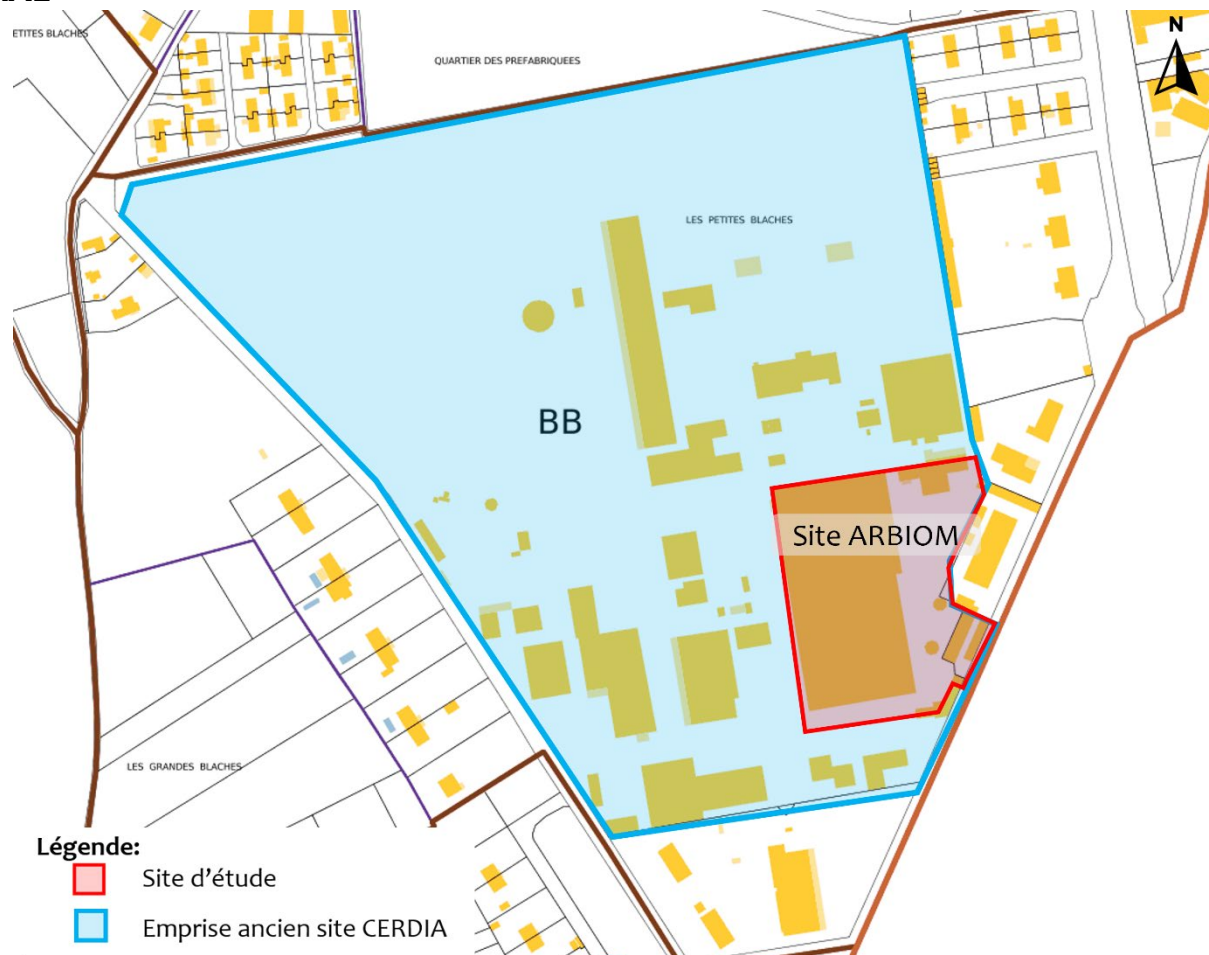 ETITES BLACHES
QUARTIER DES PREFABRIQUEES
N
LES PETITES BLACHES
BB
Site ARBIOM
LES GRANDES BLACHES
Légende:
Site d'étude
Emprise ancien site CERDIA